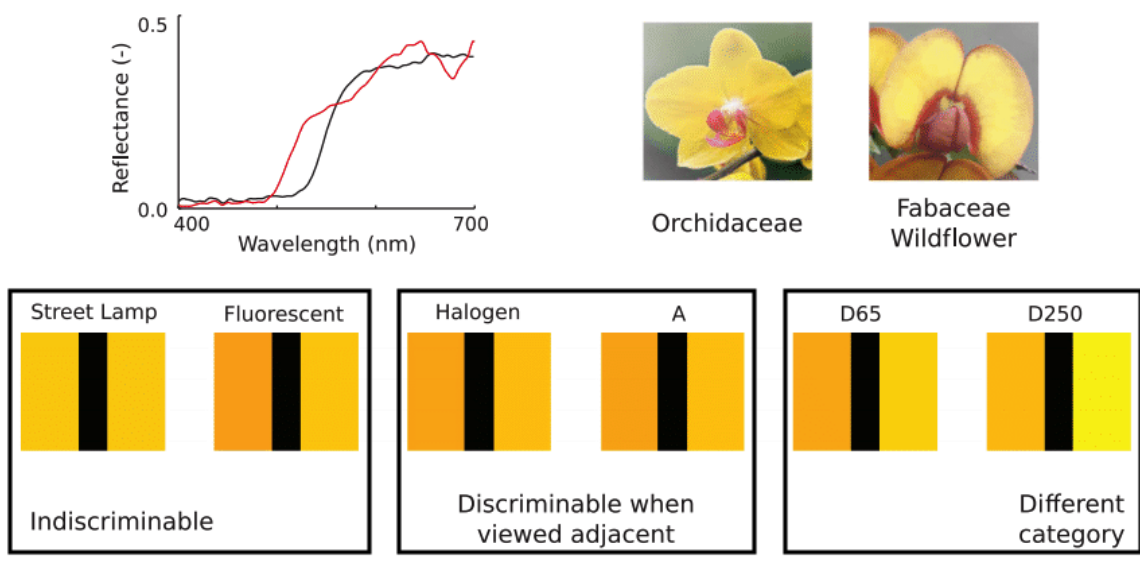 0.5
Reflectance (-)
0.0
400
700
Wavelength (nm)
Orchidaceae
Fabaceae
Wildflower
Street Lamp
Fluorescent
Indiscriminable
Halogen
A
Discriminable when
viewed adjacent
D65
D250
Different
category